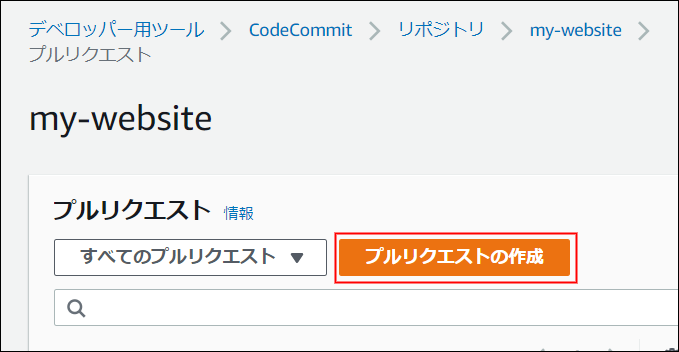 デベロッパー用ツール > CodeCommit > リポジトリ > my-website >
プルリクエスト
my-website
プルリクエスト 情報
すべてのプルリクエスト ▼ プルリクエストの作成